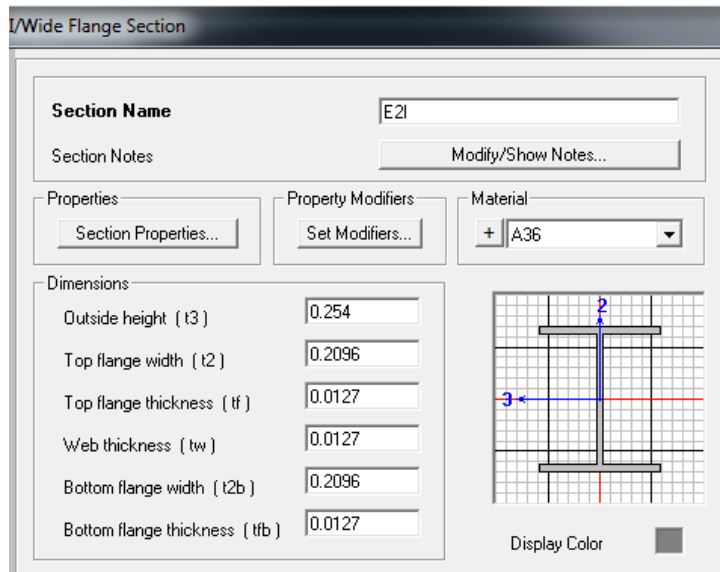 I/Wide Flange Section
Section Name E2I
Section Notes Modify/Show Notes...
Properties Property Modifiers Material
Section Properties... Set Modifiers... + A36
Dimensions
Outside height ( t3 ) 0.254
Top flange width ( t2 ) 0.2096
Top flange thickness ( tf ) 0.0127
Web thickness ( tw ) 0.0127
Bottom flange width ( t2b ) 0.2096
Bottom flange thickness ( tfb ) 0.0127
2
3
Display Color